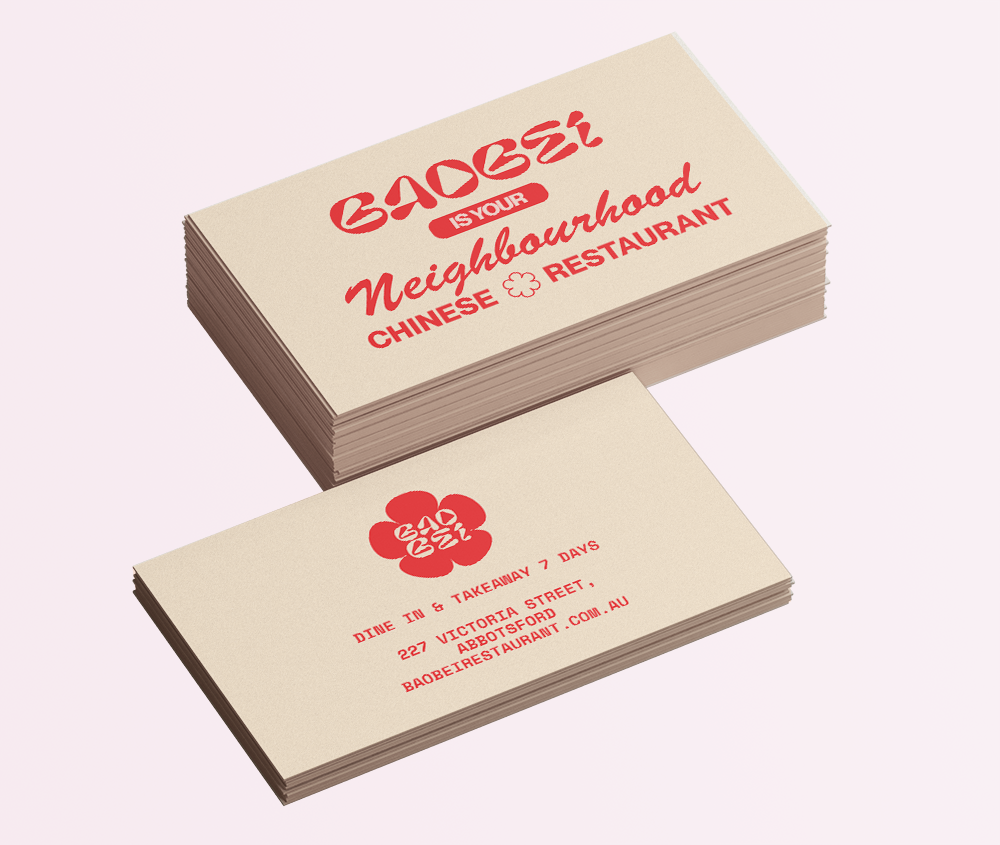 BAOBEI
IS YOUR
Neighbourhood
CHINESE RESTAURANT
BAO
BEI
DINE IN & TAKEAWAY 7 DAYS
227 VICTORIA STREET,
ABBOTSFORD
BAOBEIRESTAURANT.COM.AU